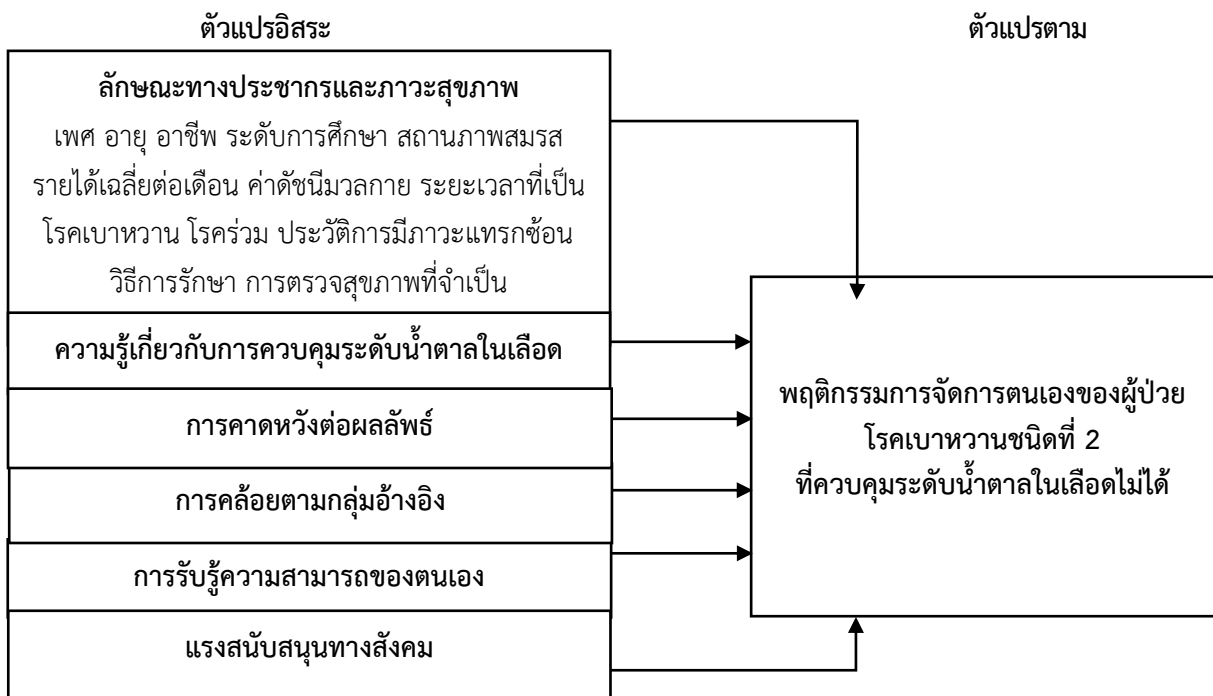 ตัวแปรอิสระ
ตัวแปรตาม
ลักษณะทางประชากรและภาวะสุขภาพ
เพศ อายุ อาชีพ ระดับการศึกษา สถานภาพสมรส
รายได้เฉลี่ยต่อเดือน ค่าดัชนีมวลกาย ระยะเวลาที่เป็น
โรคเบาหวาน โรคร่วม ประวัติการมีภาวะแทรกซ้อน
วิธีการรักษา การตรวจสุขภาพที่จำเป็น
ความรู้เกี่ยวกับการควบคุมระดับน้ำตาลในเลือด
การคาดหวังต่อผลลัพธ์
การคล้อยตามกลุ่มอ้างอิง
การรับรู้ความสามารถของตนเอง
แรงสนับสนุนทางสังคม
พฤติกรรมการจัดการตนเองของผู้ป่วย
โรคเบาหวานชนิดที่ 2
ที่ควบคุมระดับน้ำตาลในเลือดไม่ได้